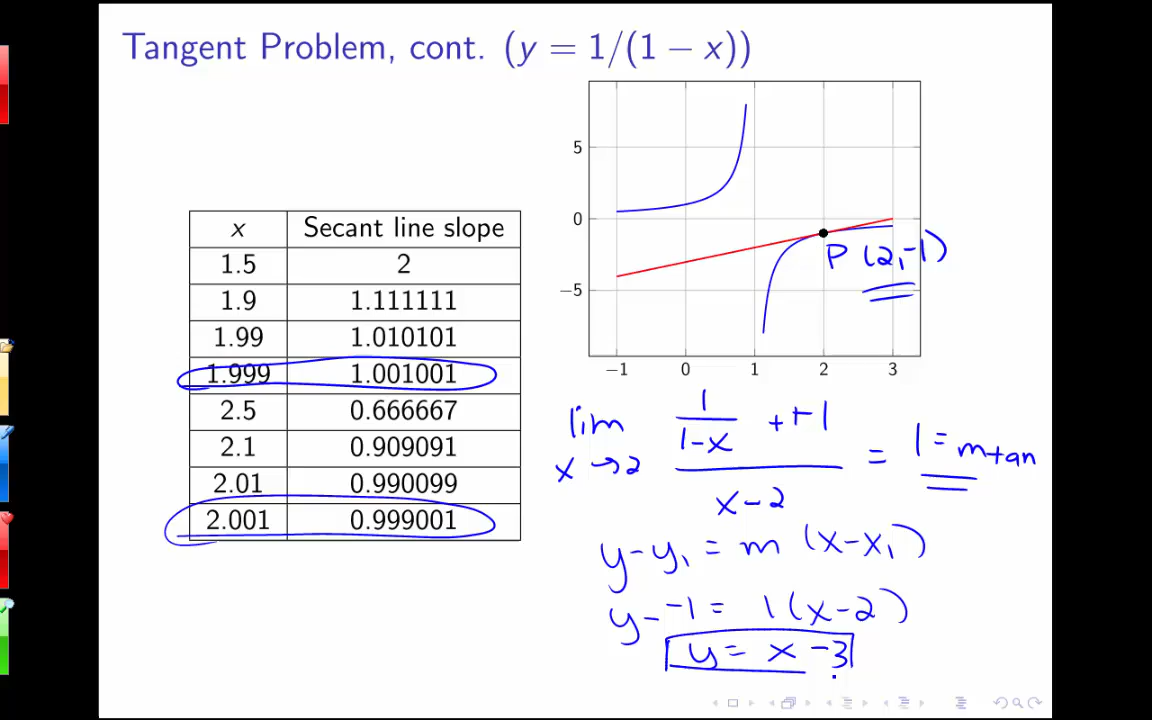 Tangent Problem, cont. (y = 1/(1 − x))
x Secant line slope
1.5 2
1.9 1.111111
1.99 1.010101
1.999 1.001001
2.5 0.666667
2.1 0.909091
2.01 0.990099
2.001 0.999001
5
0
−5
−1 0 1 2 3
P (2,-1)
lim x→2
1
1-x
++1
x-2
= 1 = mtan
y-y₁ = m (x-x₁)
y--1 = 1(x-2)
y = x -3